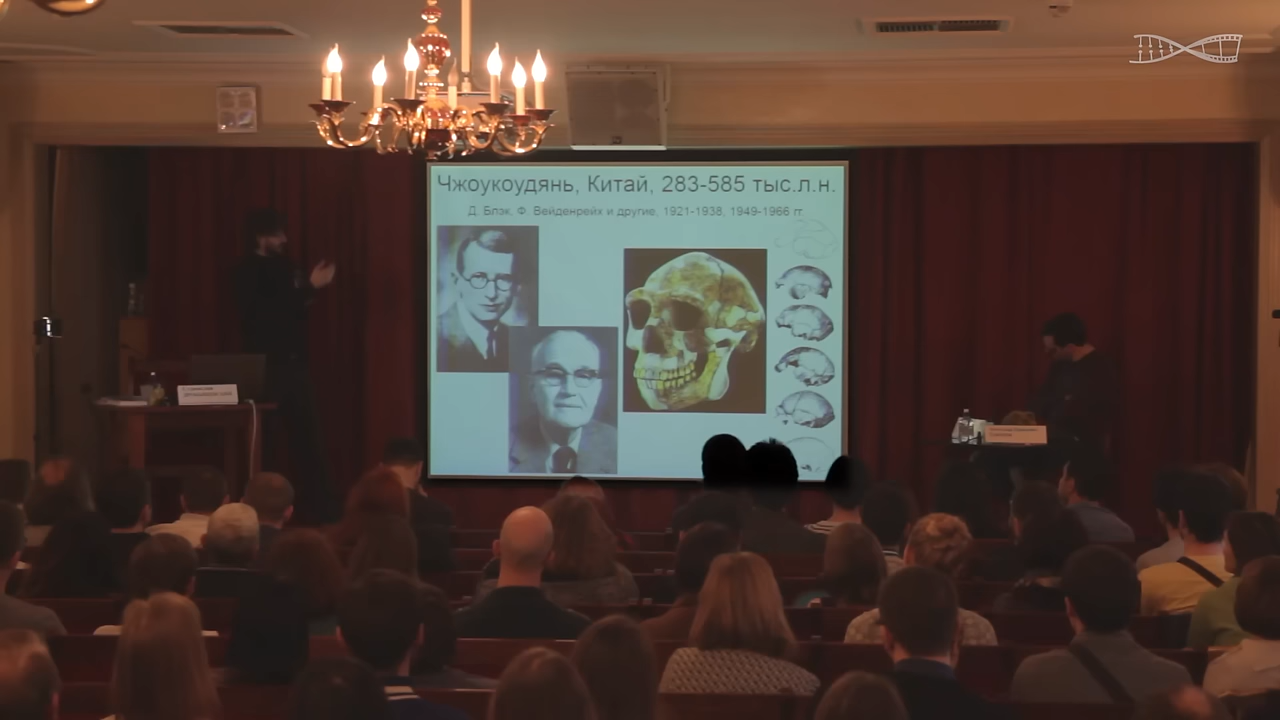 Чжоукоудянь, Китай, 283-585 тыс.л.н.
Д. Блэк, Ф. Вейденрейх и другие, 1921-1938, 1949-1966 гг.